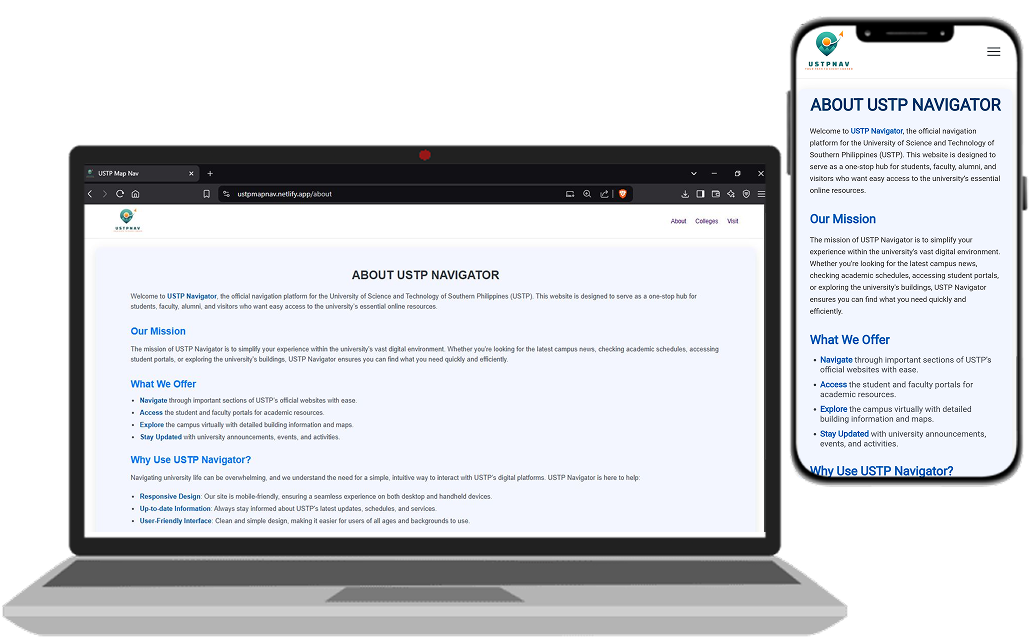 USTP Map Nav
ustpmapnav.netlify.app/about
USTPNAV
About Colleges Visit
ABOUT USTP NAVIGATOR
Welcome to USTP Navigator, the official navigation platform for the University of Science and Technology of Southern Philippines (USTP). This website is designed to serve as a one-stop hub for
students, faculty, alumni, and visitors who want easy access to the university's essential online resources.
Our Mission
The mission of USTP Navigator is to simplify your experience within the university's vast digital environment. Whether you're looking for the latest campus news, checking academic schedules, accessing
student portals, or exploring the university's buildings, USTP Navigator ensures you can find what you need quickly and efficiently.
What We Offer
• Navigate through important sections of USTP's official websites with ease.
• Access the student and faculty portals for academic resources.
• Explore the campus virtually with detailed building information and maps.
• Stay Updated with university announcements, events, and activities.
Why Use USTP Navigator?
Navigating university life can be overwhelming, and we understand the need for a simple, intuitive way to interact with USTP's digital platforms. USTP Navigator is here to help:
• Responsive Design: Our site is mobile-friendly, ensuring a seamless experience on both desktop and handheld devices.
• Up-to-date Information: Always stay informed about USTP's latest updates, schedules, and services.
• User-Friendly Interface: Clean and simple design, making it easier for users of all ages and backgrounds to use.
USTPNAV
ABOUT USTP NAVIGATOR
Welcome to USTP Navigator, the official navigation
platform for the University of Science and Technology of
Southern Philippines (USTP). This website is designed to
serve as a one-stop hub for students, faculty, alumni, and
visitors who want easy access to the university's essential
online resources.
Our Mission
The mission of USTP Navigator is to simplify your
experience within the university's vast digital environment.
Whether you're looking for the latest campus news,
checking academic schedules, accessing student portals,
or exploring the university's buildings, USTP Navigator
ensures you can find what you need quickly and
efficiently.
What We Offer
• Navigate through important sections of USTP's
official websites with ease.
• Access the student and faculty portals for
academic resources.
• Explore the campus virtually with detailed
building information and maps.
• Stay Updated with university announcements,
events, and activities.
Why Use USTP Navigator?